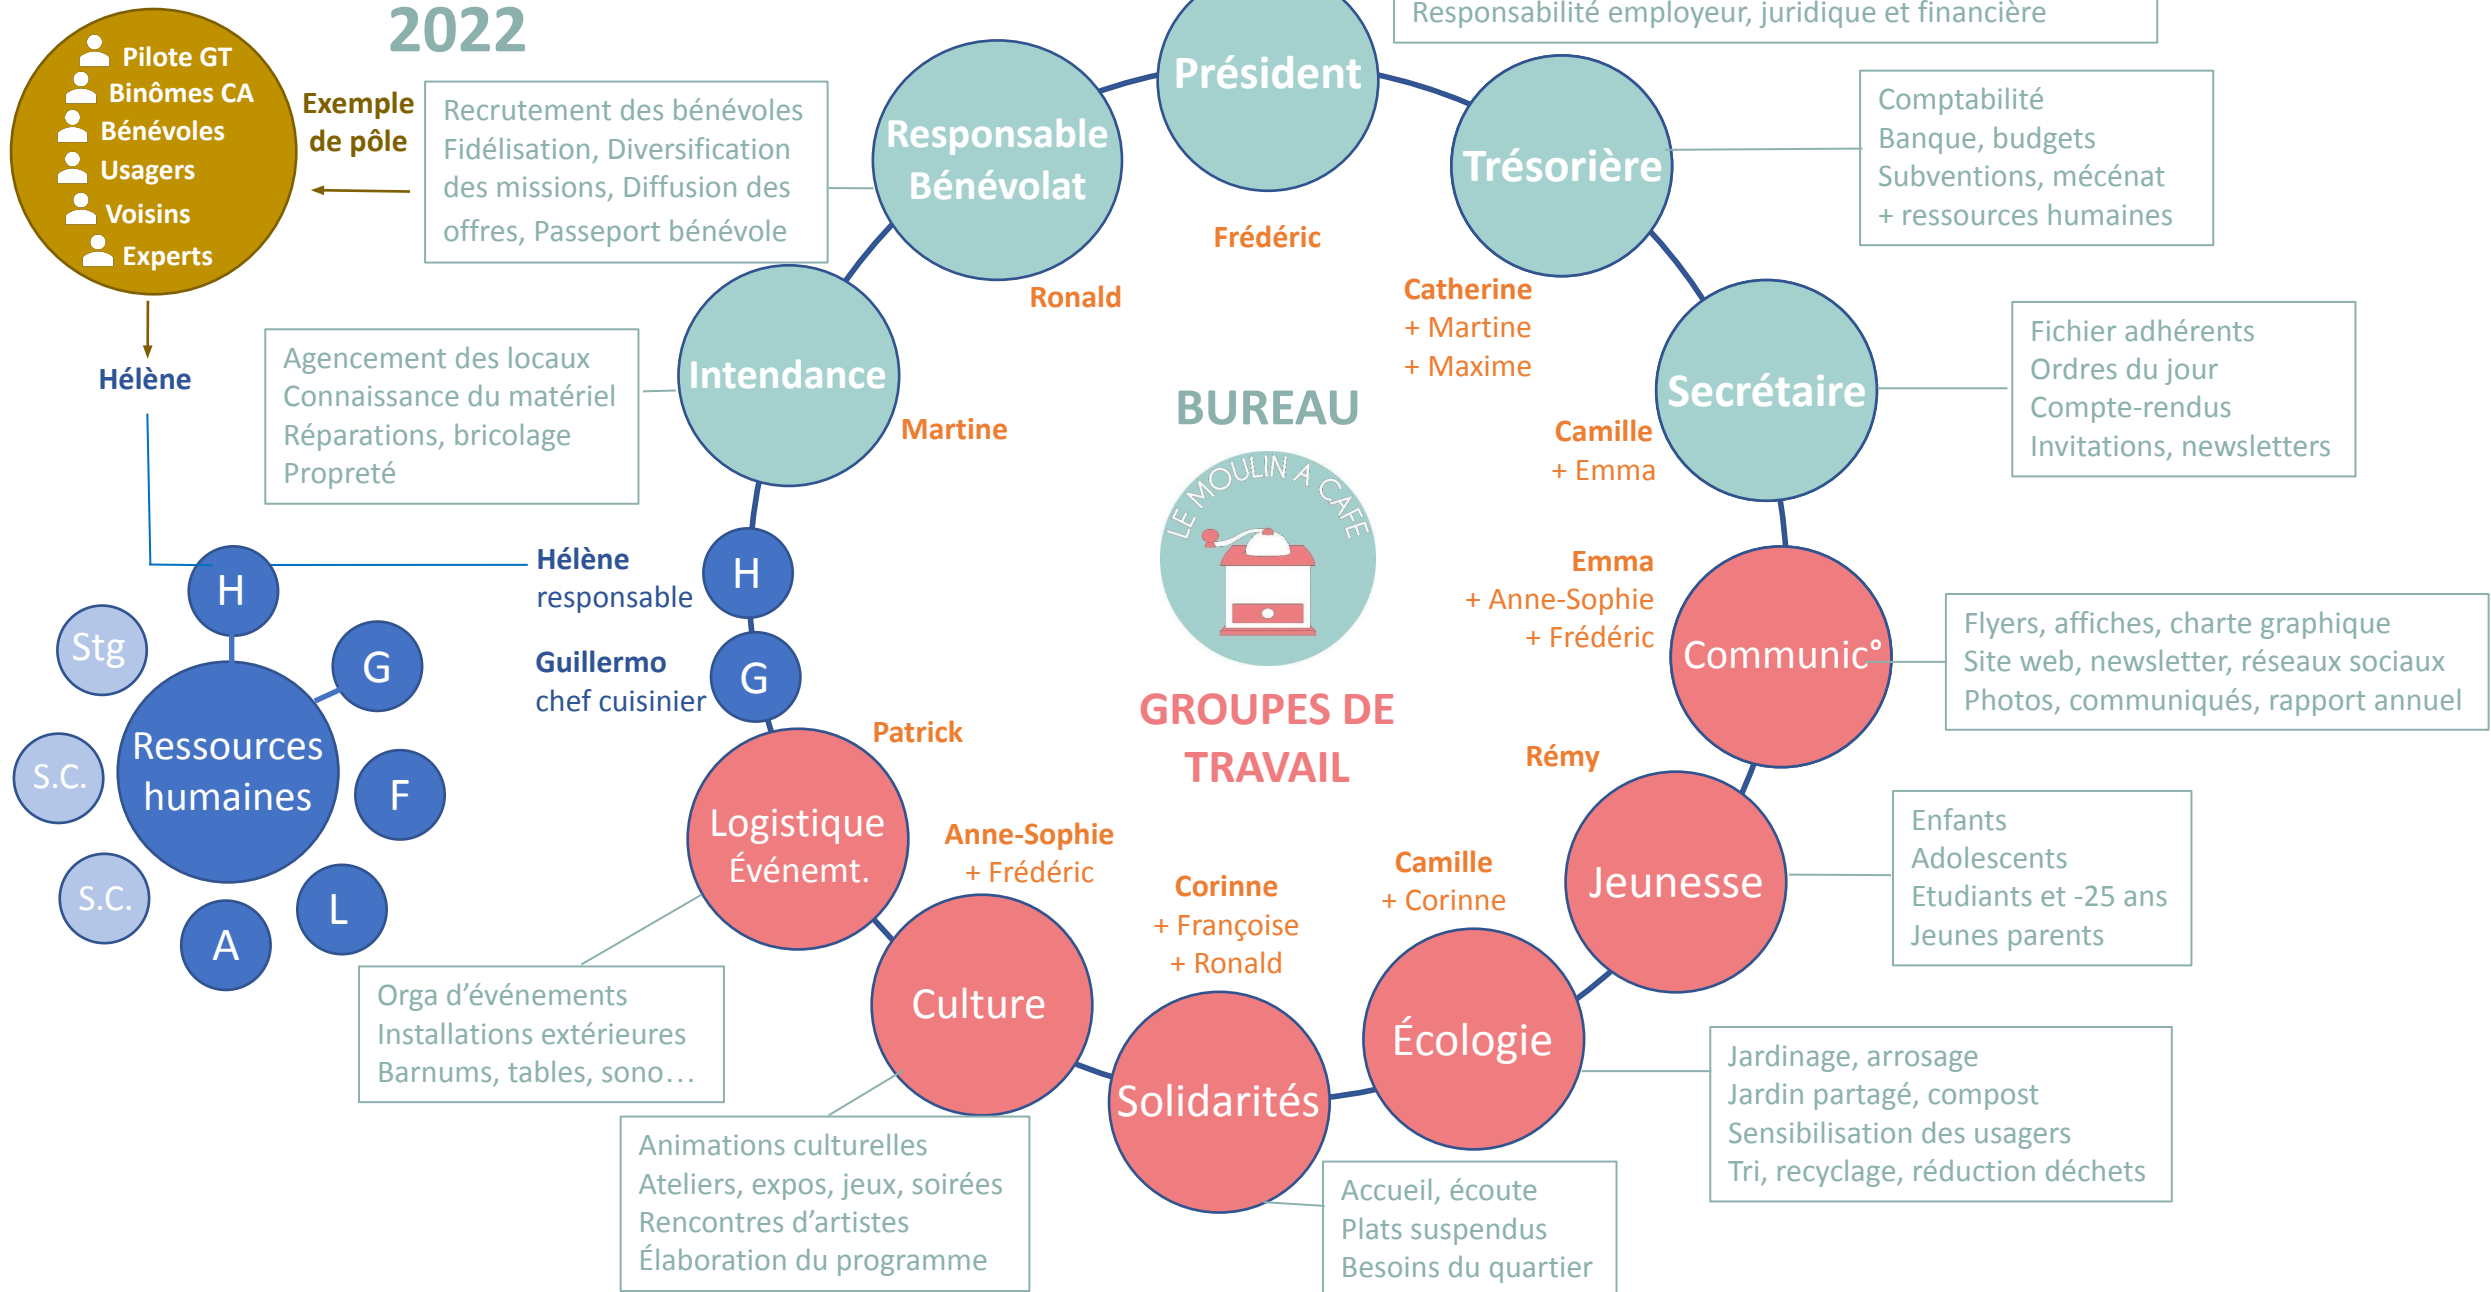 2022
Responsabilité employeur, juridique et financière
Pilote GT
Binômes CA
Bénévoles
Usagers
Voisins
Experts
Exemple
de pôle
Recrutement des bénévoles
Fidélisation, Diversification
des missions, Diffusion des
offres, Passeport bénévole
Responsable
Bénévolat
Ronald
Président
Frédéric
Trésorière
Catherine
+ Martine
+ Maxime
Comptabilité
Banque, budgets
Subventions, mécénat
+ ressources humaines
Hélène
Agencement des locaux
Connaissance du matériel
Réparations, bricolage
Propreté
Intendance
Martine
BUREAU
LE MOULIN A CAFE
GROUPES DE
TRAVAIL
Secrétaire
Camille
+ Emma
Fichier adhérents
Ordres du jour
Compte-rendus
Invitations, newsletters
Hélène
responsable
H
Guillermo
chef cuisinier
G
H
Stg
G
S.C.
Ressources
humaines
F
S.C.
L
A
Emma
+ Anne-Sophie
+ Frédéric
Communic°
Flyers, affiches, charte graphique
Site web, newsletter, réseaux sociaux
Photos, communiqués, rapport annuel
Rémy
Jeunesse
Enfants
Adolescents
Etudiants et -25 ans
Jeunes parents
Patrick
Logistique
Événemt.
Orga d’événements
Installations extérieures
Barnums, tables, sono…
Anne-Sophie
+ Frédéric
Culture
Animations culturelles
Ateliers, expos, jeux, soirées
Rencontres d’artistes
Élaboration du programme
Corinne
+ Françoise
+ Ronald
Solidarités
Accueil, écoute
Plats suspendus
Besoins du quartier
Camille
+ Corinne
Écologie
Jardinage, arrosage
Jardin partagé, compost
Sensibilisation des usagers
Tri, recyclage, réduction déchets